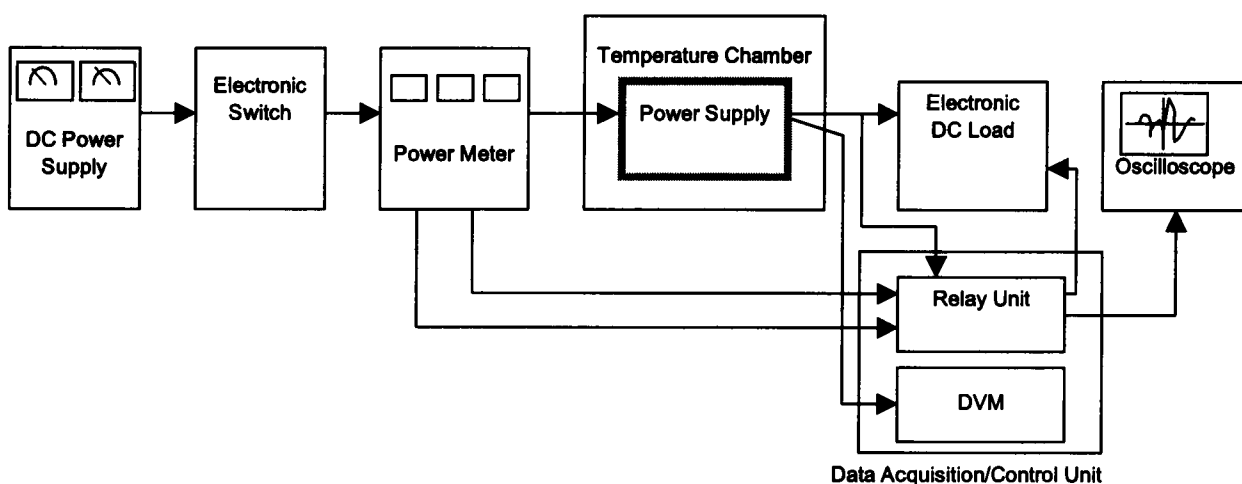 DC Power
Supply
Electronic
Switch
Power Meter
Temperature Chamber
Power Supply
Electronic
DC Load
Oscilloscope
Relay Unit
DVM
Data Acquisition/Control Unit